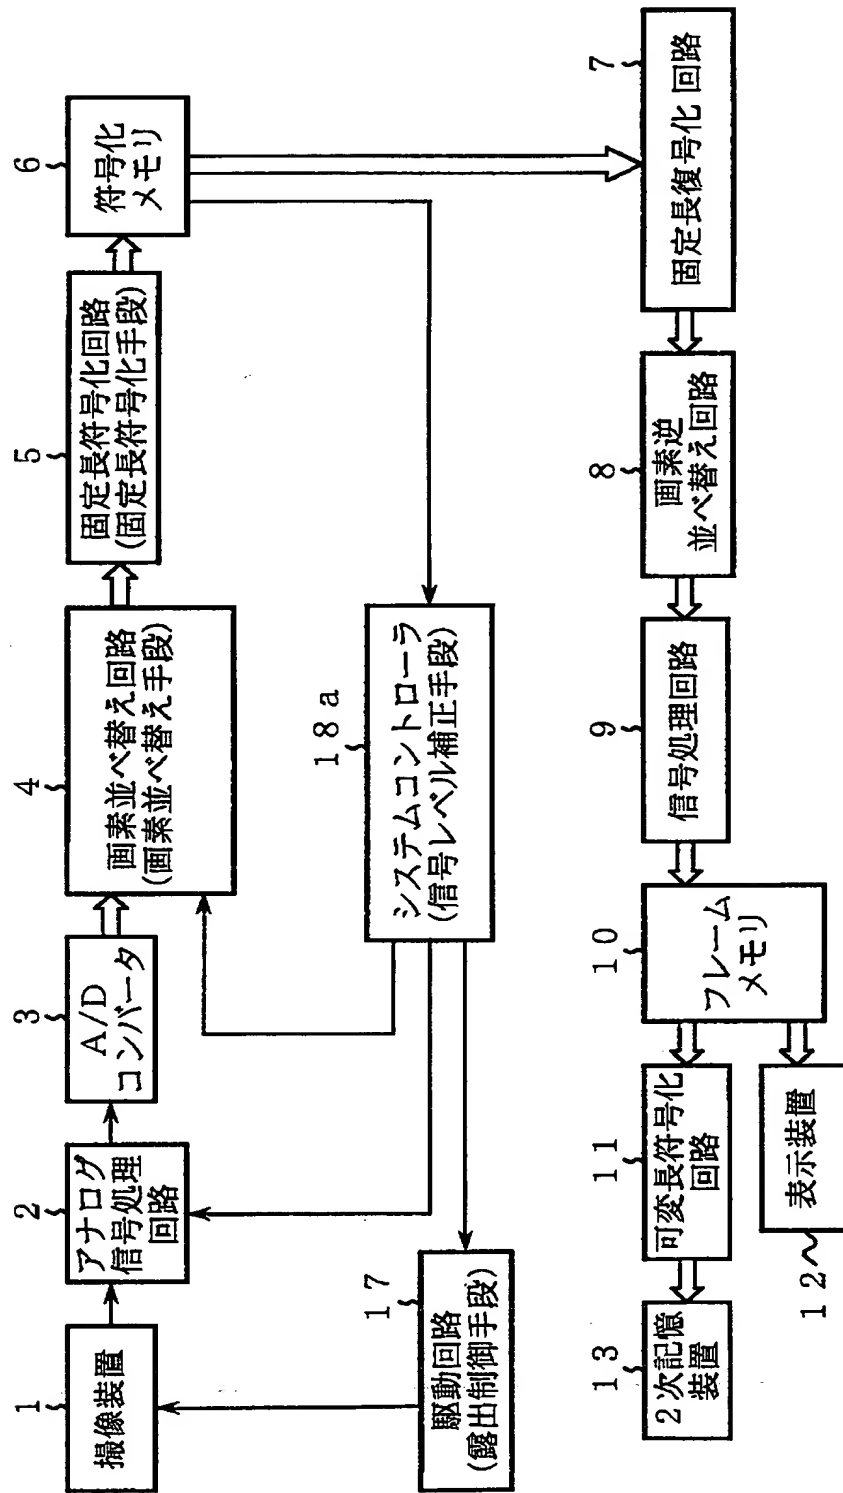 1
撮像装置
2
アナログ
信号処理
回路
3
A/D
コンバータ
4
画素並べ替え回路
(画素並べ替え手段)
5
固定長符号化回路
(固定長符号化手段)
6
符号化
メモリ
17
駆動回路
(露出制御手段)
18a
システムコントローラ
(信号レベル補正手段)
7
固定長復号化回路
8
画素逆
並べ替え回路
9
信号処理回路
10
フレーム
メモリ
11
可変長符号化
回路
12
表示装置
13
2次記憶
装置